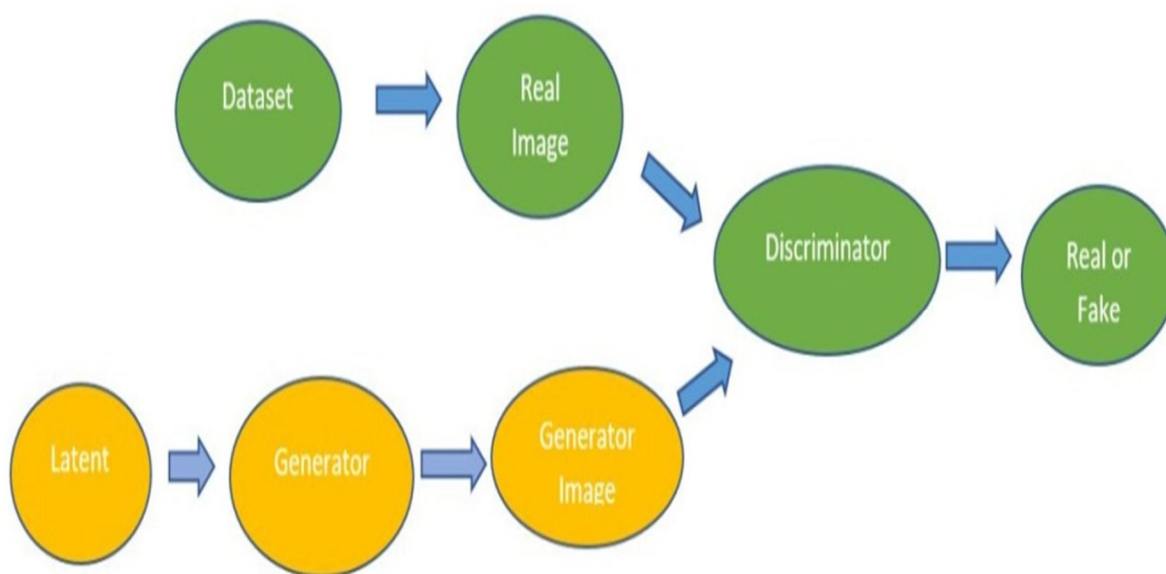 Dataset
Real
Image
Discriminator
Real or
Fake
Latent
Generator
Generator
Image